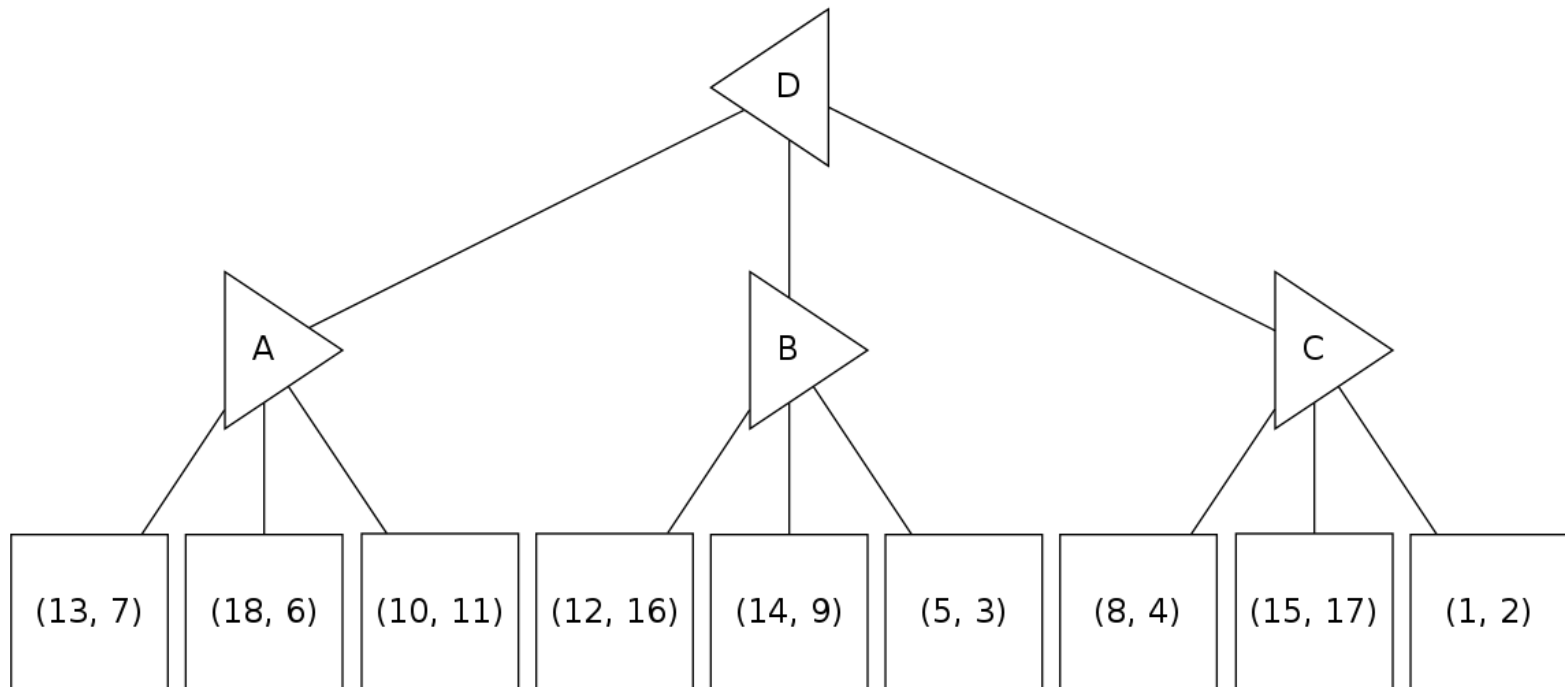 D
A B C
(13, 7) (18, 6) (10, 11) (12, 16) (14, 9) (5, 3) (8, 4) (15, 17) (1, 2)